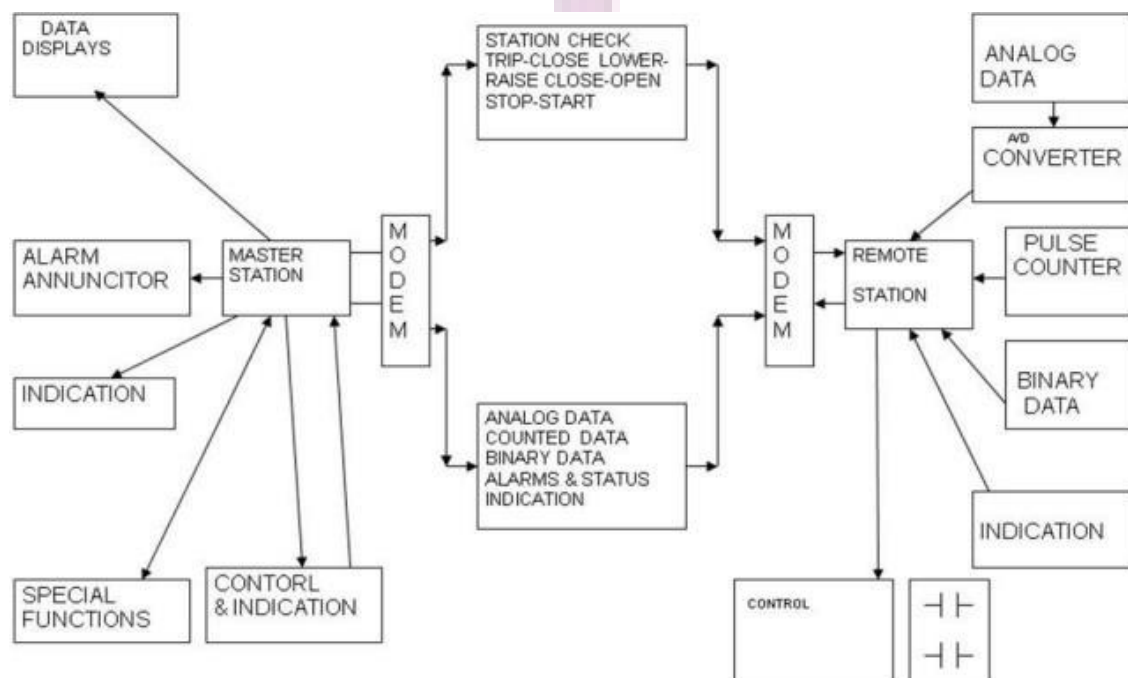 DATA
DISPLAYS
STATION CHECK
TRIP-CLOSE LOWER-
RAISE CLOSE-OPEN
STOP-START
ANALOG
DATA
A/D
CONVERTER
ALARM
ANNUNCITOR
MASTER
STATION
M
O
D
E
M
M
O
D
E
M
REMOTE
STATION
PULSE
COUNTER
INDICATION
ANALOG DATA
COUNTED DATA
BINARY DATA
ALARMS & STATUS
INDICATION
BINARY
DATA
INDICATION
SPECIAL
FUNCTIONS
CONTORL
& INDICATION
CONTROL